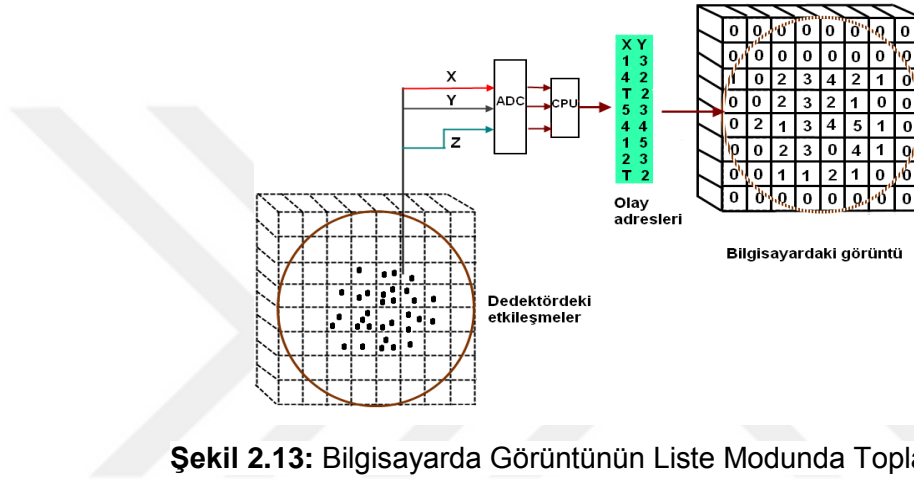 X
Y
Z
ADC
CPU
X Y
1 3
4 2
T 2
5 3
4 4
1 5
2 3
T 2
Olay
adresleri
0 0 0 0 0 0 0 0
0 0 0 0 0 0 0 0
1 0 2 3 4 2 1 0
0 0 2 3 2 1 0 0
0 2 1 3 4 5 1 0
0 0 2 3 0 4 1 0
0 0 1 1 2 1 0 0
0 0 0 0 0 0 0 0
Bilgisayardaki görüntü
Dedektördeki
etkileşmeler
Şekil 2.13: Bilgisayarda Görüntünün Liste Modunda Topla